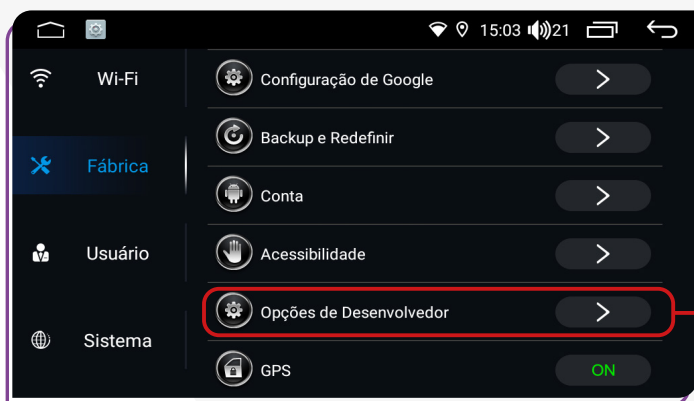 15:03 21
Wi-Fi
Fábrica
Usuário
Sistema
Configuração de Google
Backup e Redefinir
Conta
Acessibilidade
Opções de Desenvolvedor
GPS ON